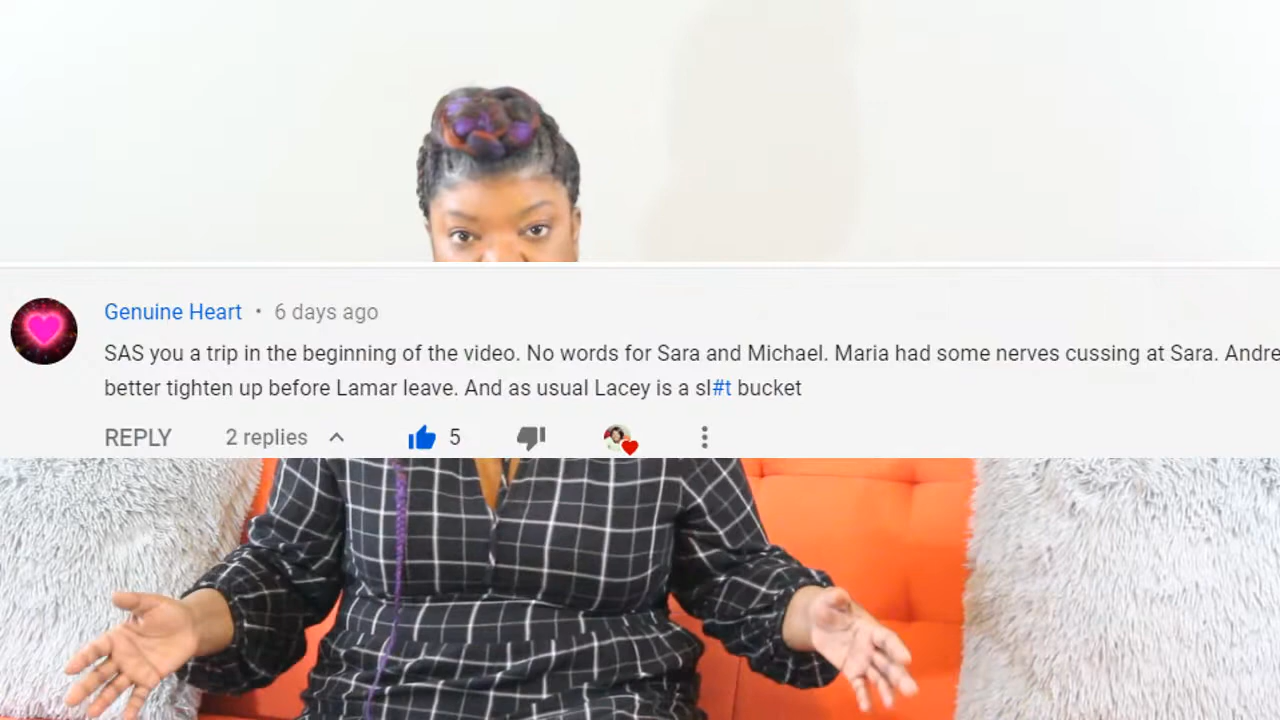 Genuine Heart • 6 days ago
SAS you a trip in the beginning of the video. No words for Sara and Michael. Maria had some nerves cussing at Sara. Andre
better tighten up before Lamar leave. And as usual Lacey is a sl#t bucket
REPLY 2 replies 5